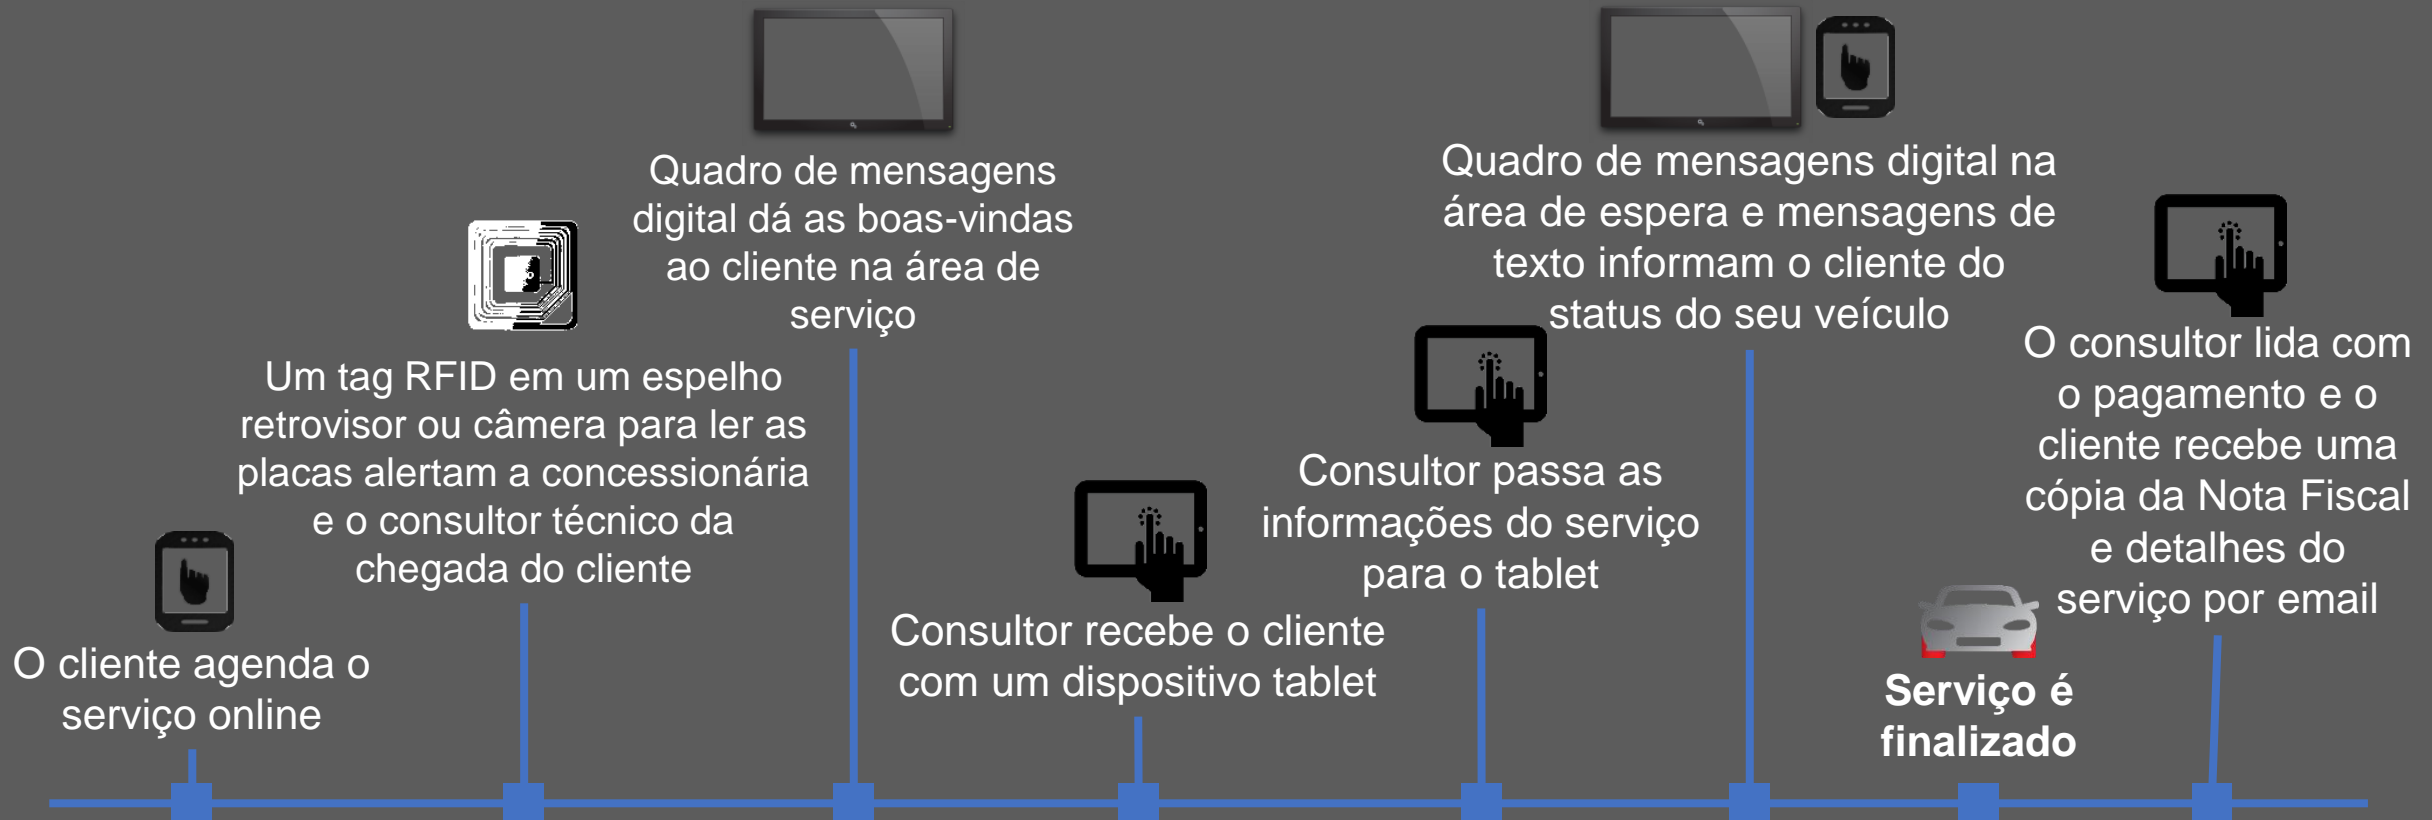 O cliente agenda o
serviço online
Um tag RFID em um espelho
retrovisor ou câmera para ler as
placas alertam a concessionária
e o consultor técnico da
chegada do cliente
Quadro de mensagens
digital dá as boas-vindas
ao cliente na área de
serviço
Consultor recebe o cliente
com um dispositivo tablet
Consultor passa as
informações do serviço
para o tablet
Quadro de mensagens digital na
área de espera e mensagens de
texto informam o cliente do
status do seu veículo
Serviço é
finalizado
O consultor lida com
o pagamento e o
cliente recebe uma
cópia da Nota Fiscal
e detalhes do
serviço por email